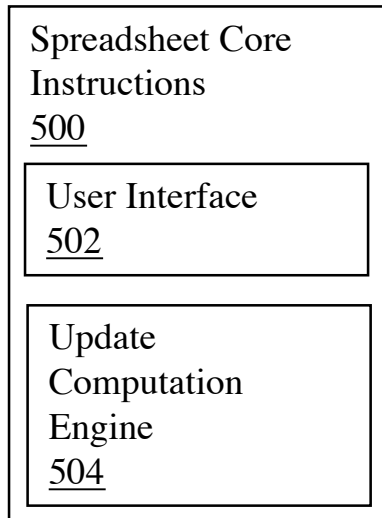 Spreadsheet Core
Instructions
500
User Interface
502
Update
Computation
Engine
504